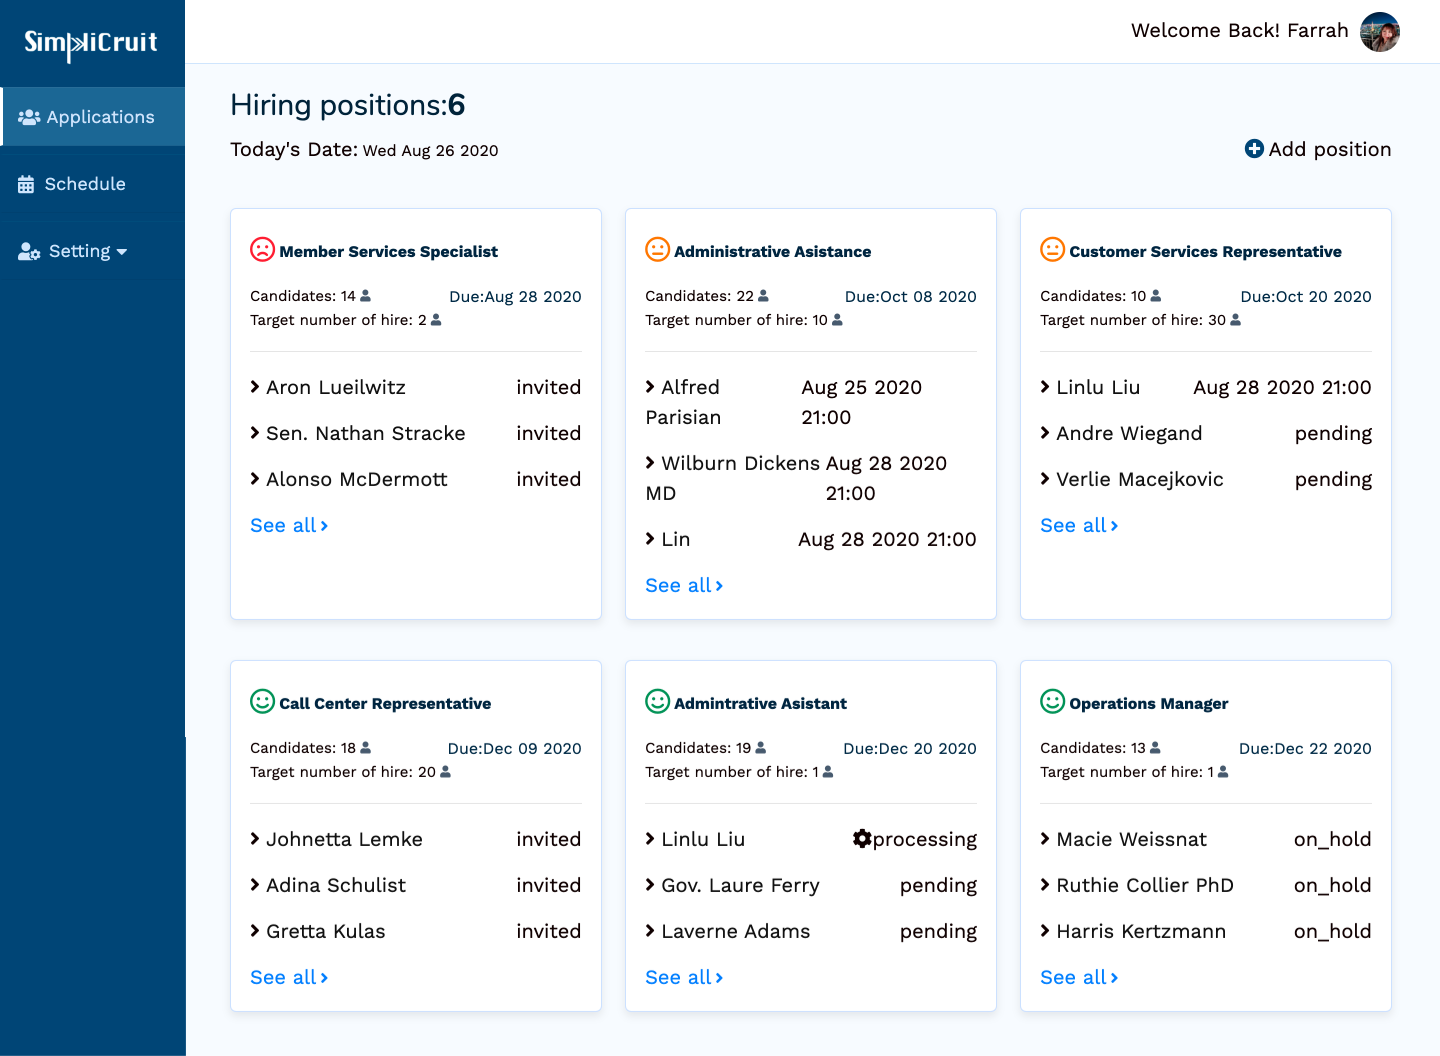 SimpliCruit
Welcome Back! Farrah
Applications
Schedule
Setting
Hiring positions:6
Today's Date: Wed Aug 26 2020
Add position
Member Services Specialist
Candidates: 14
Due:Aug 28 2020
Target number of hire: 2
Aron Lueilwitz invited
Sen. Nathan Stracke invited
Alonso McDermott invited
See all
Administrative Asistance
Candidates: 22
Due:Oct 08 2020
Target number of hire: 10
Alfred Aug 25 2020
Parisian 21:00
Wilburn Dickens Aug 28 2020
MD 21:00
Lin Aug 28 2020 21:00
See all
Customer Services Representative
Candidates: 10
Due:Oct 20 2020
Target number of hire: 30
Linlu Liu Aug 28 2020 21:00
Andre Wiegand pending
Verlie Macejkovic pending
See all
Call Center Representative
Candidates: 18
Due:Dec 09 2020
Target number of hire: 20
Johnetta Lemke invited
Adina Schulist invited
Gretta Kulas invited
See all
Admintrative Asistant
Candidates: 19
Due:Dec 20 2020
Target number of hire: 1
Linlu Liu processing
Gov. Laure Ferry pending
Laverne Adams pending
See all
Operations Manager
Candidates: 13
Due:Dec 22 2020
Target number of hire: 1
Macie Weissnat on_hold
Ruthie Collier PhD on_hold
Harris Kertzmann on_hold
See all